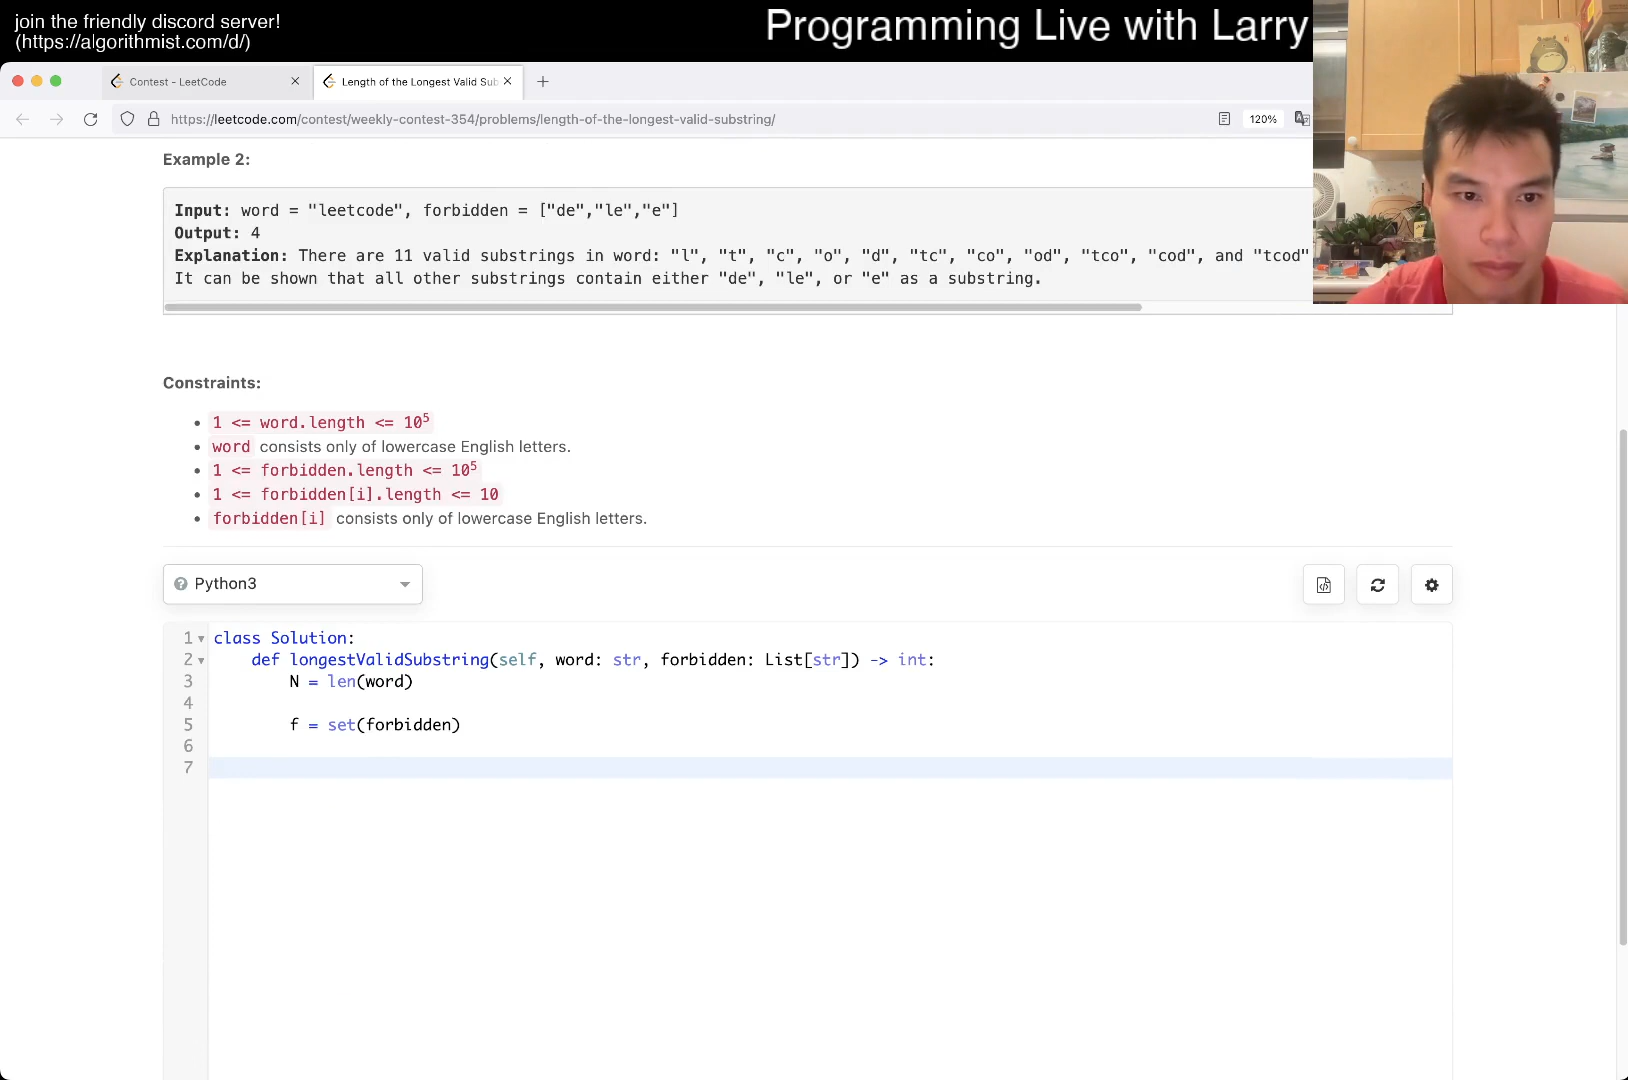 join the friendly discord server!
(https://algorithmist.com/d/)
Programming Live with Larry
Contest - LeetCode
Length of the Longest Valid Sub
https://leetcode.com/contest/weekly-contest-354/problems/length-of-the-longest-valid-substring/
120%
Example 2:
Input: word = "leetcode", forbidden = ["de","le","e"]
Output: 4
Explanation: There are 11 valid substrings in word: "l", "t", "c", "o", "d", "tc", "co", "od", "tco", "cod", and "tcod"
It can be shown that all other substrings contain either "de", "le", or "e" as a substring.
Constraints:
1 <= word.length <= 10⁵
word consists only of lowercase English letters.
1 <= forbidden.length <= 10⁵
1 <= forbidden[i].length <= 10
forbidden[i] consists only of lowercase English letters.
Python3
1 class Solution:
2     def longestValidSubstring(self, word: str, forbidden: List[str]) -> int:
3         N = len(word)
4
5         f = set(forbidden)
6
7